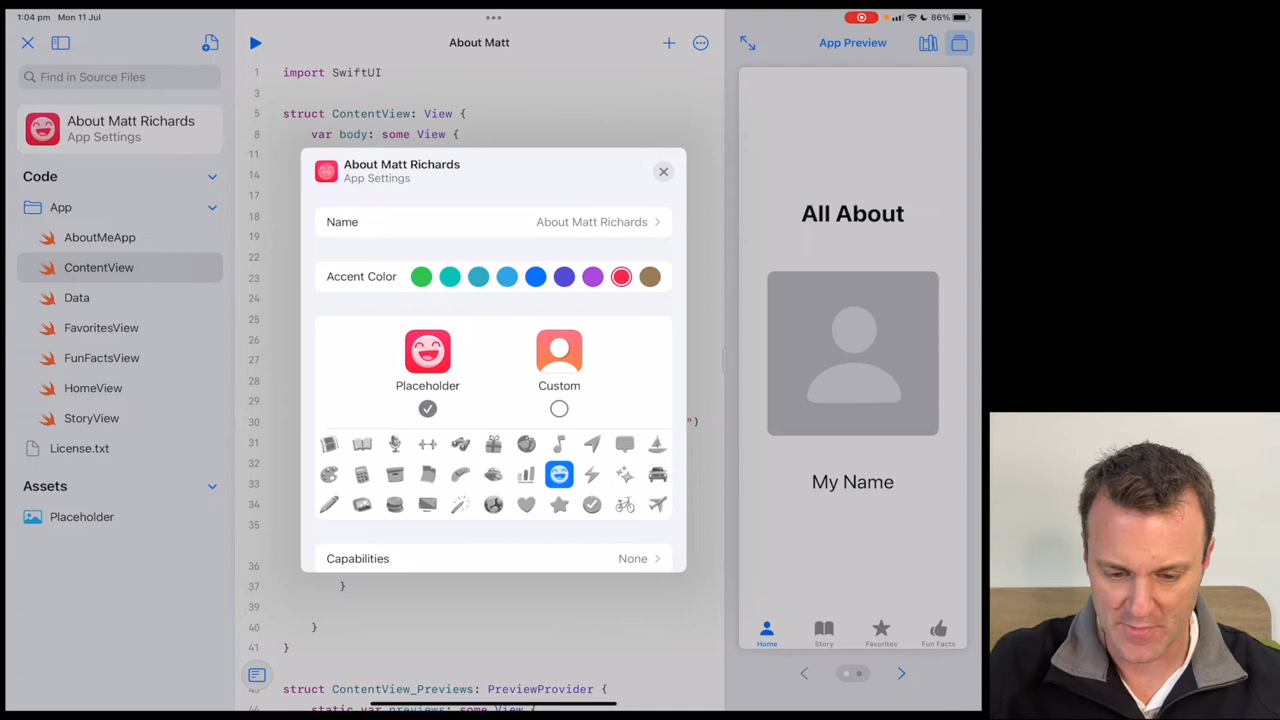 1:04 pm Mon 11 Jul
86%
About Matt
App Preview
Find in Source Files
About Matt Richards
App Settings
Code
App
AboutMeApp
ContentView
Data
FavoritesView
FunFactsView
HomeView
StoryView
License.txt
Assets
Placeholder
1 import SwiftUI
3
5 struct ContentView: View {
8 var body: some View {
11
14
17
18
19
22
23
24
25
26
27
28
29
30 ")
31
32
33
34
35
36
37 }
39
40 }
41 }
struct ContentView_Previews: PreviewProvider {
static var previews: some View {
About Matt Richards
App Settings
Name About Matt Richards
Accent Color
Placeholder Custom
Capabilities None
All About
My Name
Home Story Favorites Fun Facts